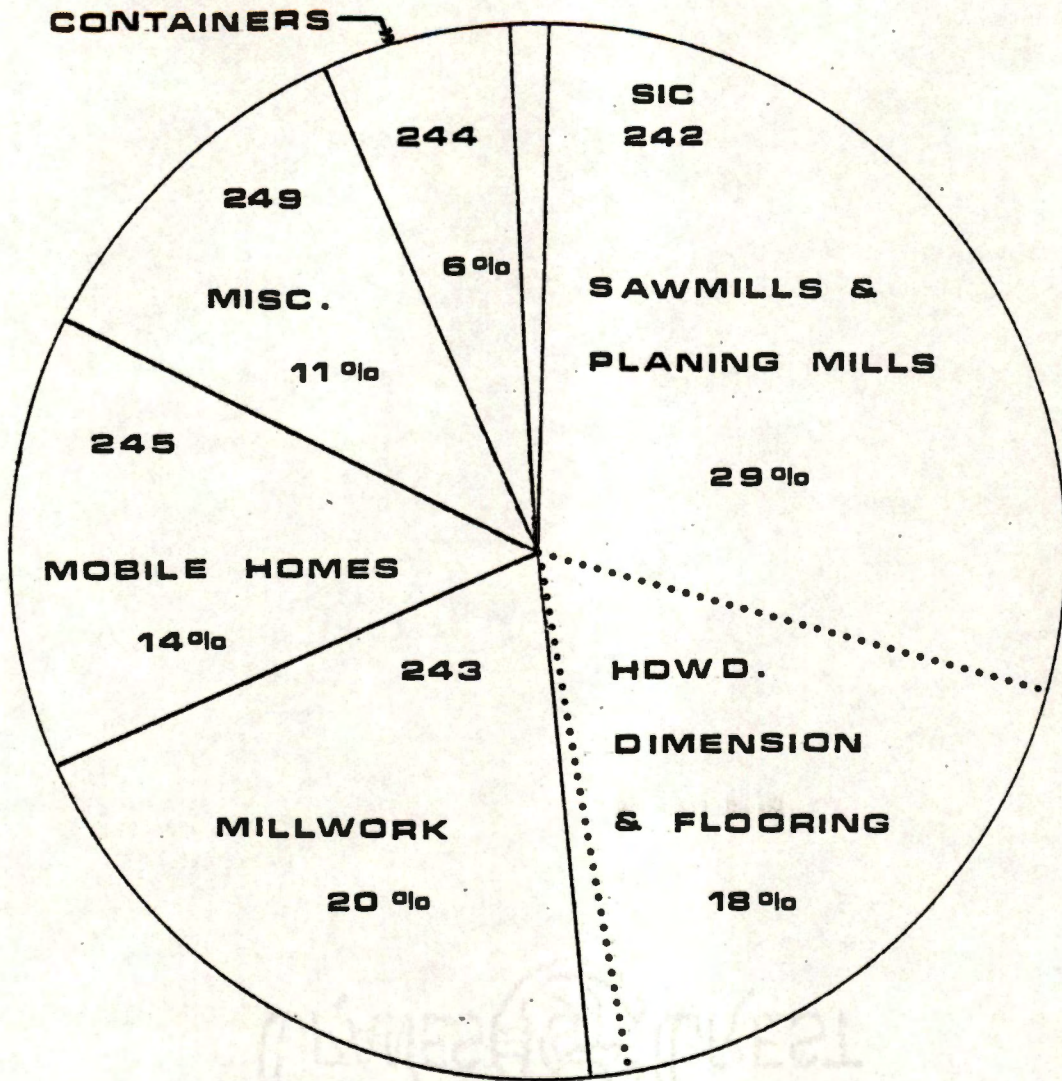 CONTAINERS
SIC
242
SAWMILLS &
PLANING MILLS
29%
HDWD.
DIMENSION
& FLOORING
18%
243
MILLWORK
20%
245
MOBILE HOMES
14%
249
MISC.
11%
244
6%